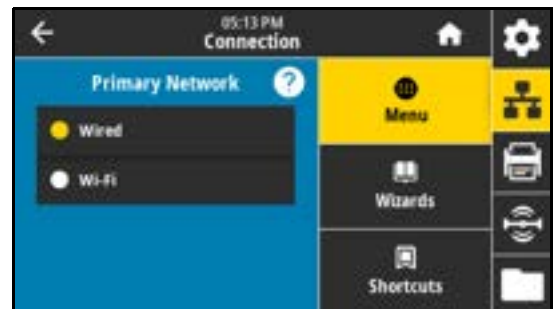 05:13 PM
Connection
Primary Network ?
Wired
Wi-Fi
Menu
Wizards
Shortcuts